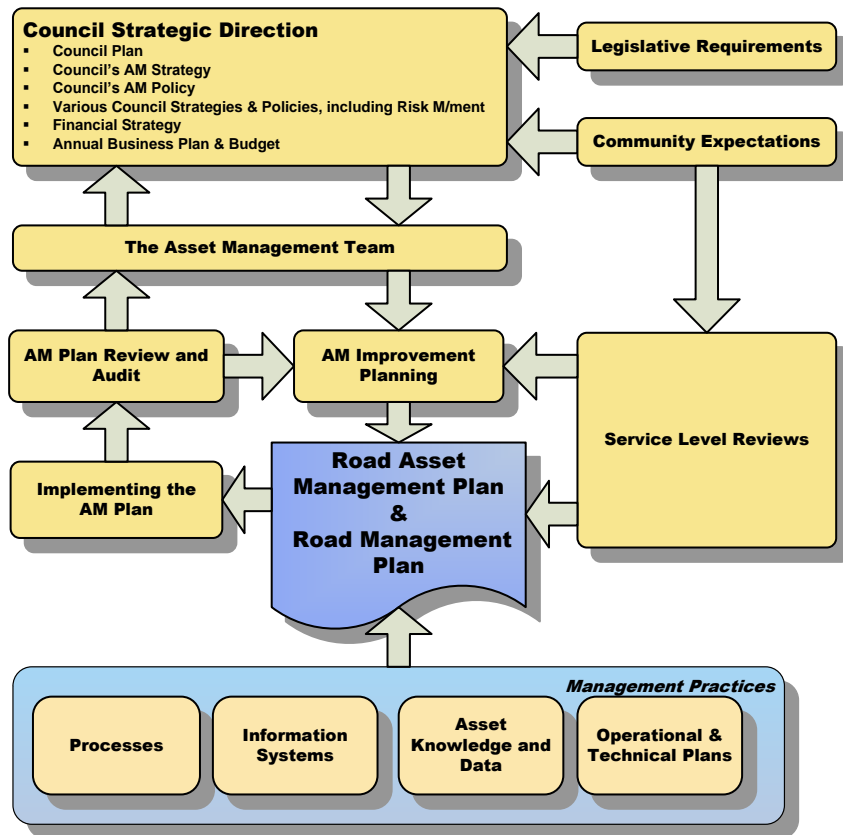 Council Strategic Direction
▪ Council Plan
▪ Council's AM Strategy
▪ Council's AM Policy
▪ Various Council Strategies & Policies, including Risk M/ment
▪ Financial Strategy
▪ Annual Business Plan & Budget
Legislative Requirements
Community Expectations
The Asset Management Team
AM Plan Review and
Audit
AM Improvement
Planning
Service Level Reviews
Implementing the
AM Plan
Road Asset
Management Plan
&
Road Management
Plan
Management Practices
Processes
Information
Systems
Asset
Knowledge and
Data
Operational &
Technical Plans